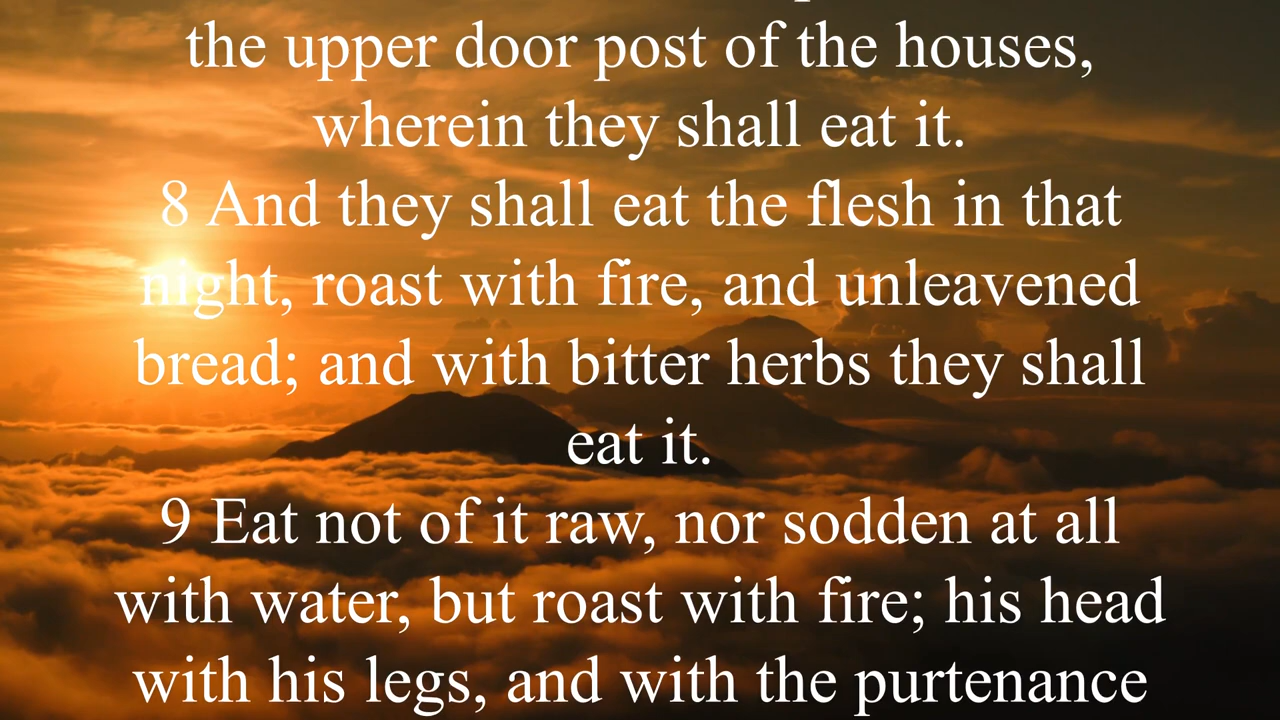 the upper door post of the houses,
wherein they shall eat it.
8 And they shall eat the flesh in that
night, roast with fire, and unleavened
bread; and with bitter herbs they shall
eat it.
9 Eat not of it raw, nor sodden at all
with water, but roast with fire; his head
with his legs, and with the purtenance